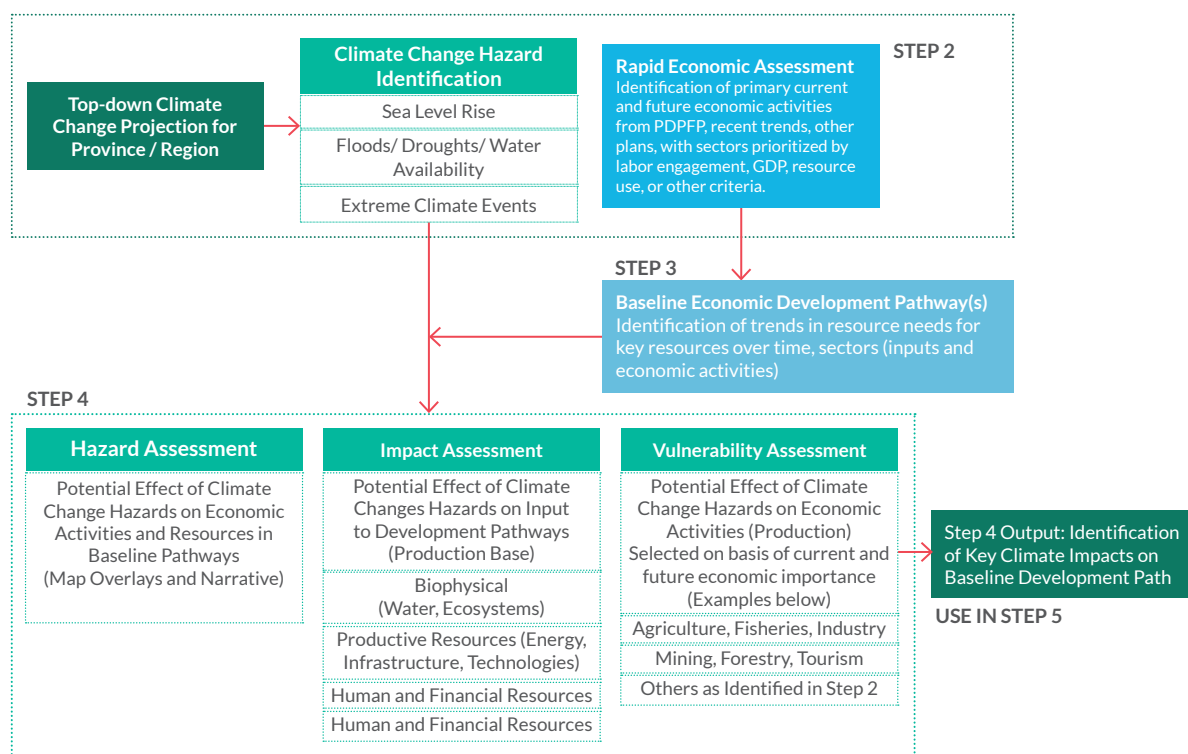 STEP 2
Top-down Climate
Change Projection for
Province / Region
Climate Change Hazard
Identification
Sea Level Rise
Floods/ Droughts/ Water
Availability
Extreme Climate Events
Rapid Economic Assessment
Identification of primary current
and future economic activities
from PDPFP, recent trends, other
plans, with sectors prioritized by
labor engagement, GDP, resource
use, or other criteria.
STEP 3
Baseline Economic Development Pathway(s)
Identification of trends in resource needs for
key resources over time, sectors (inputs and
economic activities)
STEP 4
Hazard Assessment
Potential Effect of Climate
Change Hazards on Economic
Activities and Resources in
Baseline Pathways
(Map Overlays and Narrative)
Impact Assessment
Potential Effect of Climate
Changes Hazards on Input
to Development Pathways
(Production Base)
Biophysical
(Water, Ecosystems)
Productive Resources (Energy,
Infrastructure, Technologies)
Human and Financial Resources
Human and Financial Resources
Vulnerability Assessment
Potential Effect of Climate
Change Hazards on Economic
Activities (Production)
Selected on basis of current and
future economic importance
(Examples below)
Agriculture, Fisheries, Industry
Mining, Forestry, Tourism
Others as Identified in Step 2
Step 4 Output: Identification
of Key Climate Impacts on
Baseline Development Path
USE IN STEP 5